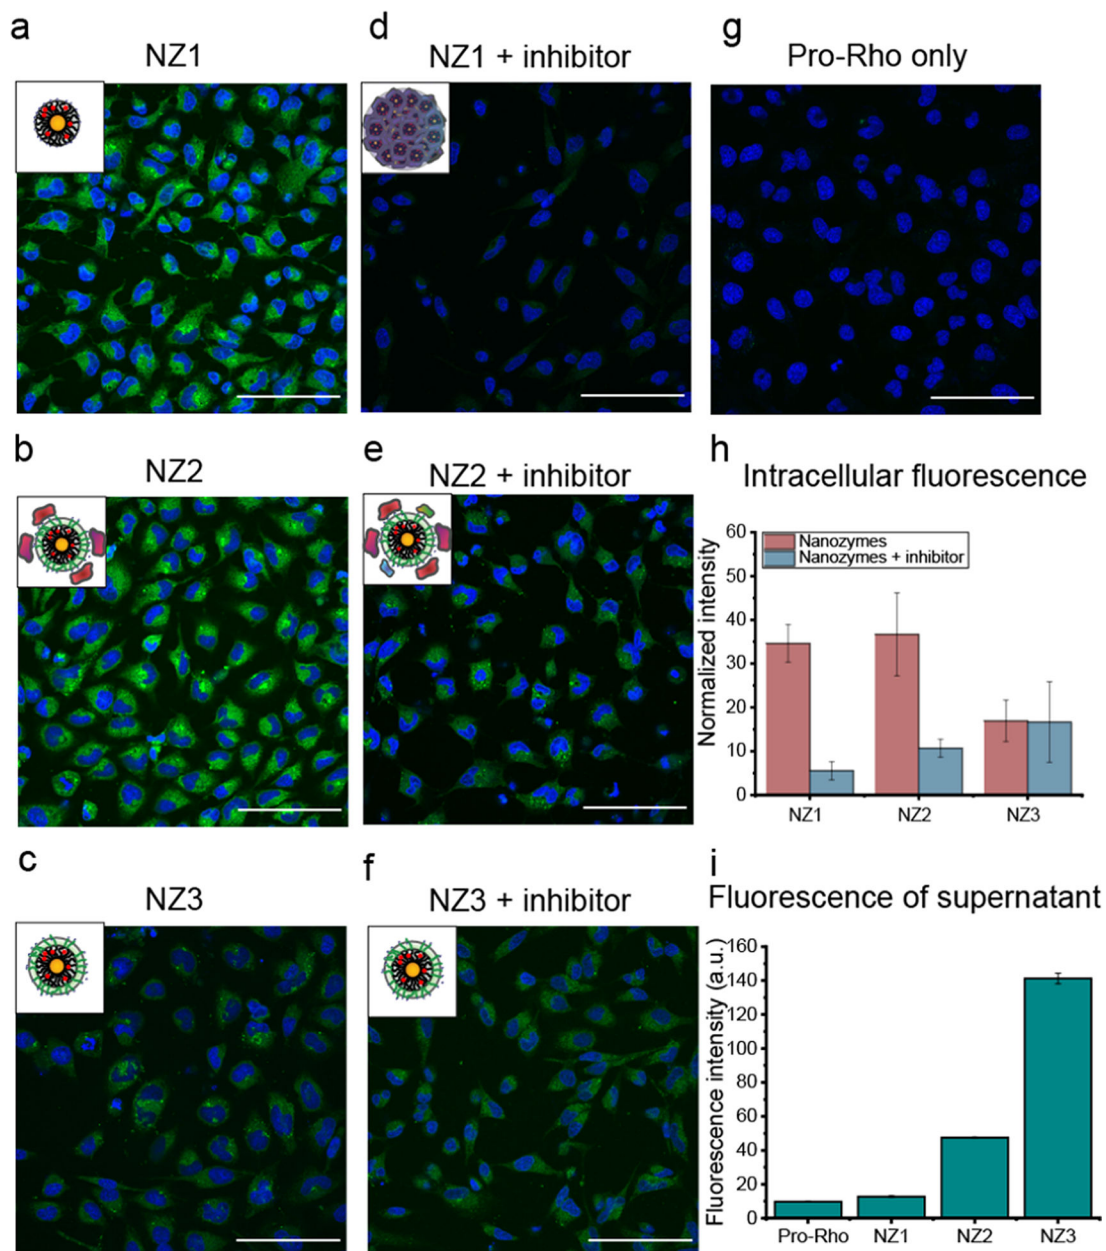 a
NZ1
d
NZ1 + inhibitor
g
Pro-Rho only
b
NZ2
e
NZ2 + inhibitor
h
Intracellular fluorescence
Normalized intensity
60
50
40
30
20
10
0
Nanozymes
Nanozymes + inhibitor
NZ1
NZ2
NZ3
c
NZ3
f
NZ3 + inhibitor
i
Fluorescence of supernatant
Fluorescence intensity (a.u.)
160
140
120
100
80
60
40
20
0
Pro-Rho
NZ1
NZ2
NZ3